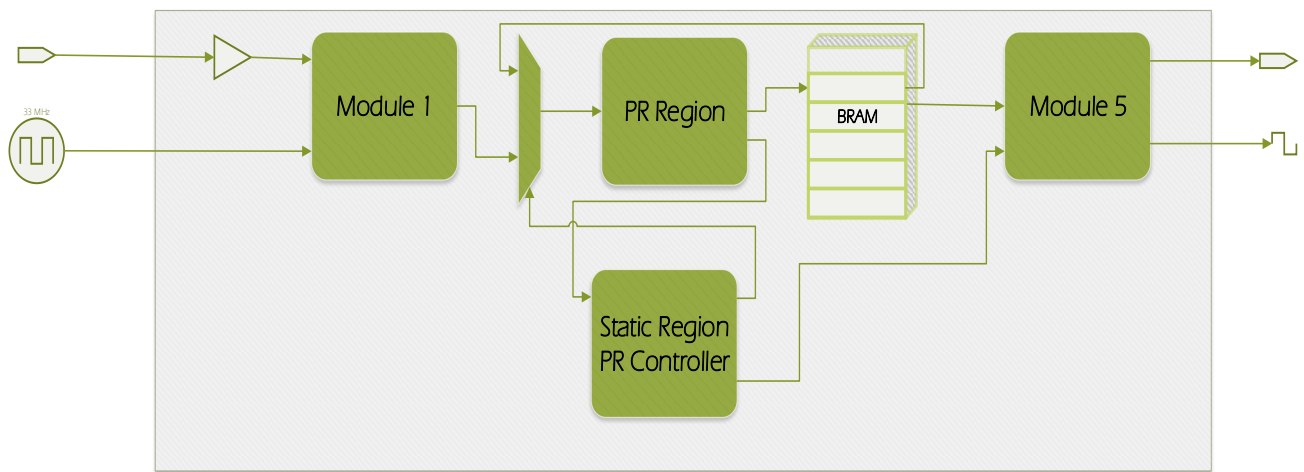 33 MHz
Module 1
PR Region
BRAM
Module 5
Static Region
PR Controller